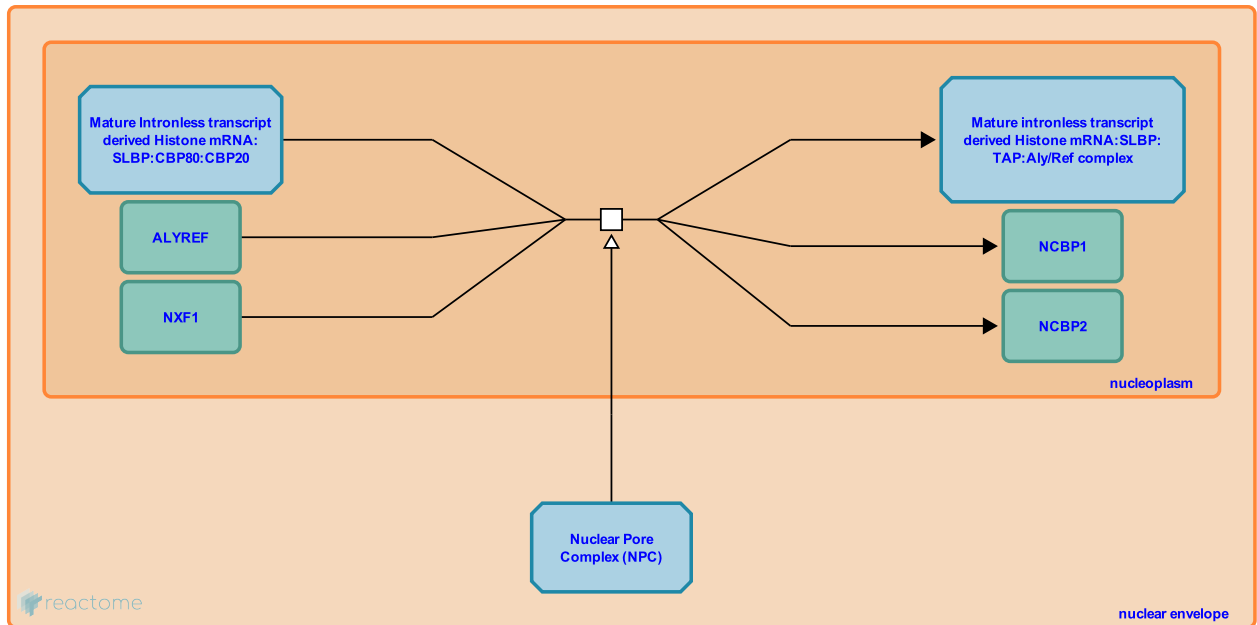 Mature Intronless transcript
derived Histone mRNA:
SLBP:CBP80:CBP20
ALYREF
NXF1
Mature intronless transcript
derived Histone mRNA:SLBP:
TAP:Aly/Ref complex
NCBP1
NCBP2
nucleoplasm
Nuclear Pore
Complex (NPC)
reactome
nuclear envelope